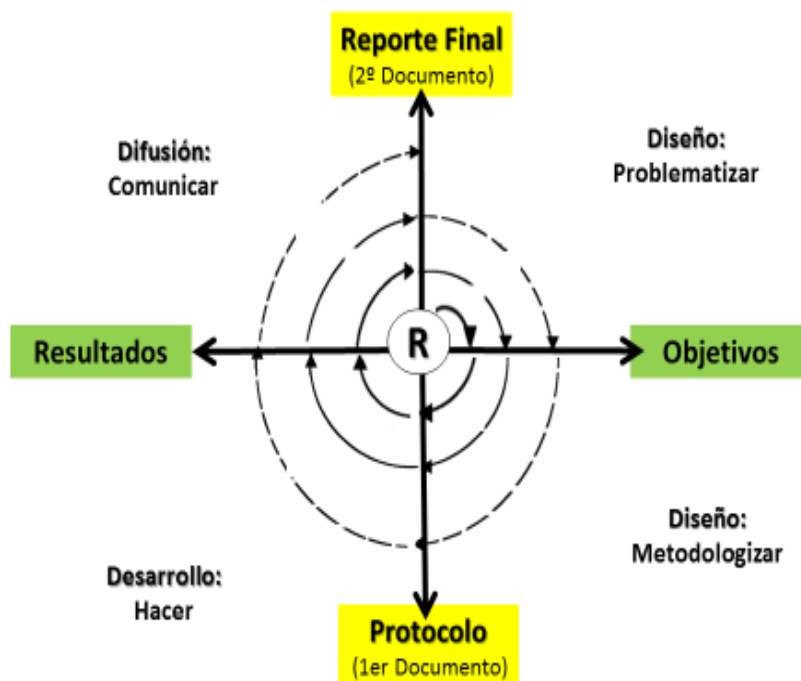 Reporte Final
(2º Documento)
Difusión:
Comunicar
Diseño:
Problematizar
Resultados
R
Objetivos
Diseño:
Metodologizar
Desarrollo:
Hacer
Protocolo
(1er Documento)